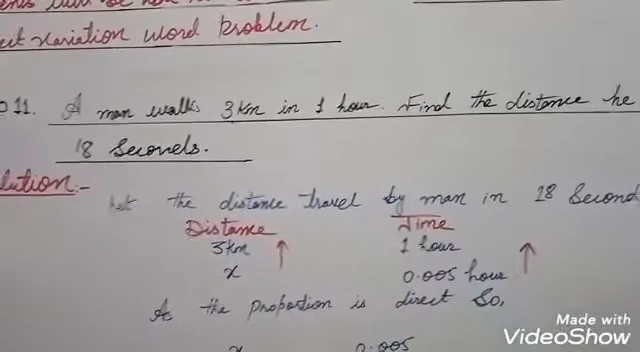 ect Variation word Problem.
Q 11. A man walks 3 km in 1 hour. Find the distance he
18 Seconds.
lution:-
Let the distance travel by man in 18 Second
Distance Time
3 km 1 hour
x 0.005 hour
As the proportion is direct So,
x 0.005
Made with
VideoShow